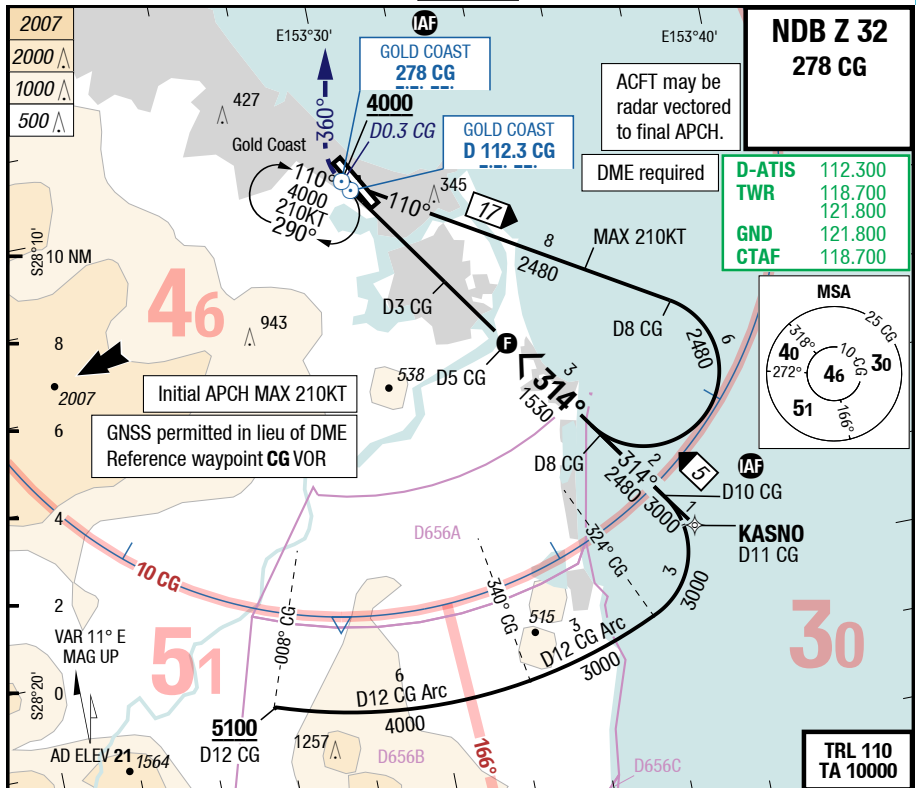 2007
2000
1000
500
E153°30'
IAF
E153°40'
NDB Z 32
278 CG
GOLD COAST
278 CG
ACFT may be
radar vectored
to final APCH.
427
360°
4000
D0.3 CG
GOLD COAST
D 112.3 CG
Gold Coast
DME required
D-ATIS 112.300
TWR 118.700
121.800
GND 121.800
CTAF 118.700
110°
4000
210KT
290°
345
110°
17
8
2480
MAX 210KT
S28°10'
10 NM
46
D3 CG
D8 CG
6
2480
MSA
25 CG
318°
10 CG
40
30
272°
46
51
166°
943
8
F
D5 CG
3
314°
1530
2007
538
Initial APCH MAX 210KT
6
GNSS permitted in lieu of DME
Reference waypoint CG VOR
D8 CG
314°
2
2480
5
IAF
D10 CG
3000
1
KASNO
D11 CG
4
D656A
324° CG
10 CG
3
3000
340° CG
008° CG
2
515
VAR 11° E
MAG UP
51
30
3
D12 CG Arc
3000
S28°20'
0
6
D12 CG Arc
4000
5100
D12 CG
166°
AD ELEV 21
1564
1257
D656B
D656C
TRL 110
TA 10000